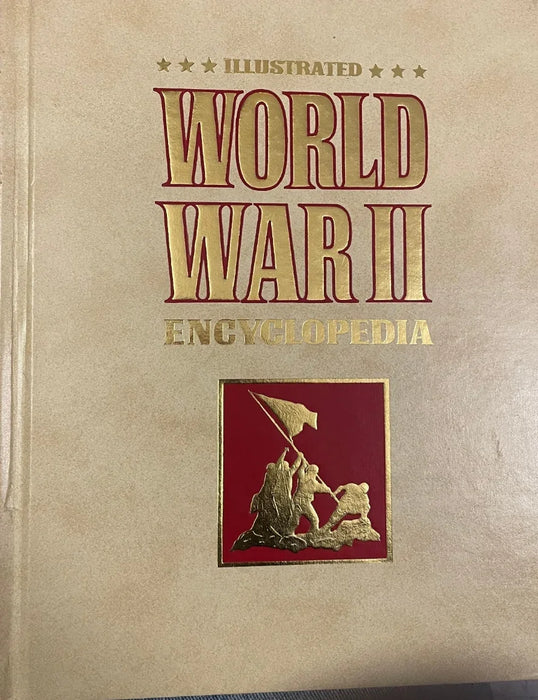 ★ ★ ★ ILLUSTRATED ★ ★ ★
WORLD
WAR II
ENCYCLOPEDIA